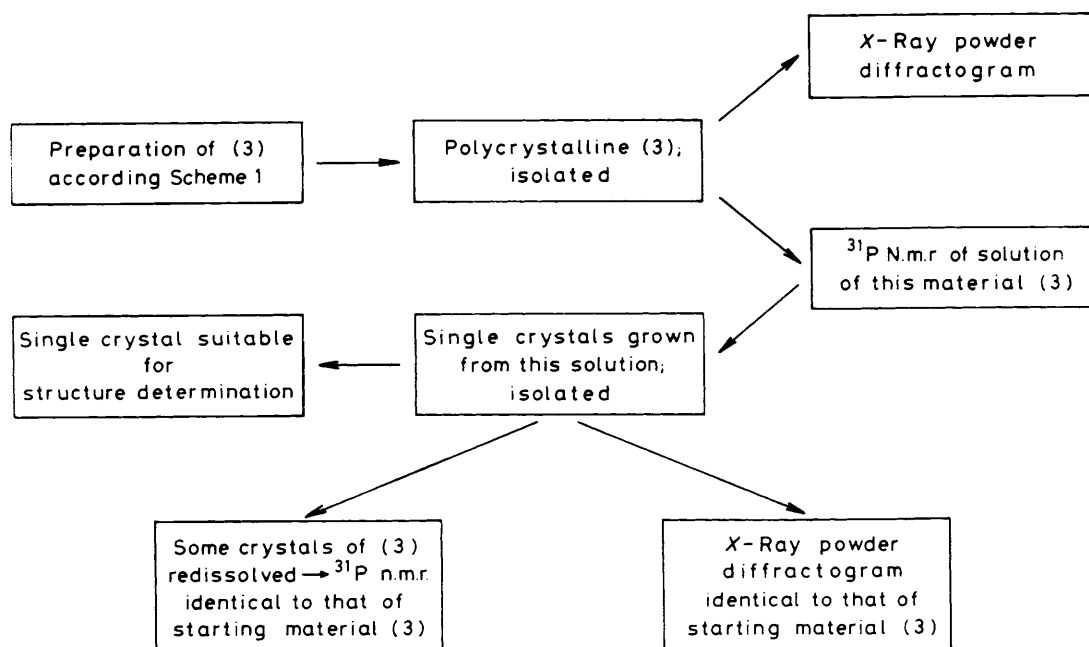 X-Ray powder
diffractogram
Preparation of (3)
according Scheme 1
Polycrystalline (3);
isolated
³¹P N.m.r of solution
of this material (3)
Single crystal suitable
for
structure determination
Single crystals grown
from this solution;
isolated
Some crystals of (3)
redissolved → ³¹P n.m.r.
identical to that of
starting material (3)
X-Ray powder
diffractogram
identical to that of
starting material (3)